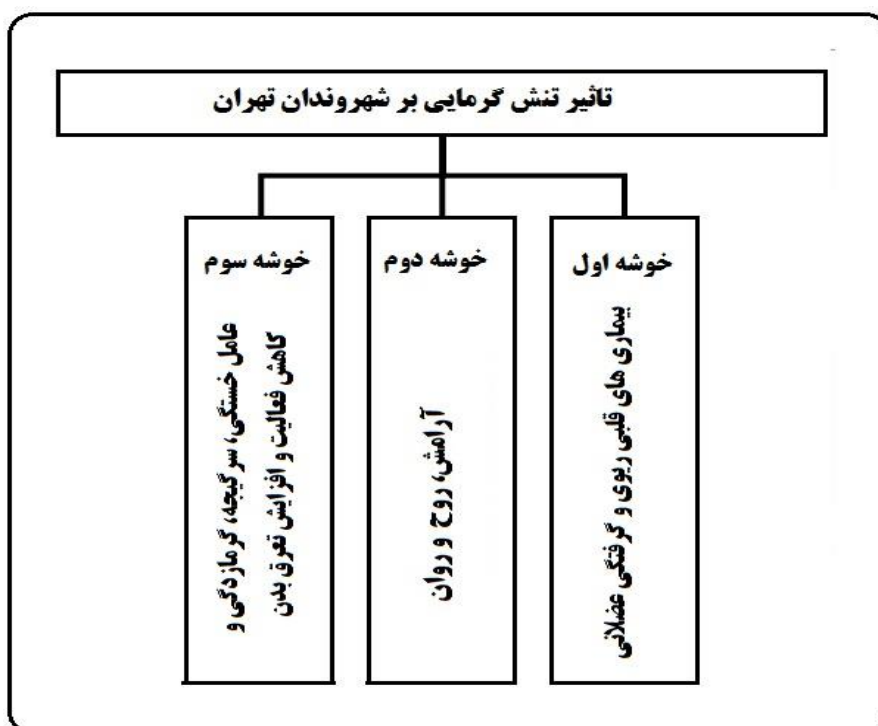 تاثیر تنش گرمایی بر شهروندان تهران
خوشه اول
بیماری های قلبی ریوی و گرفتگی عضلانی
خوشه دوم
آرامش، روح و روان
خوشه سوم
عامل خستگی، سرگیجه، گرمازدگی و
کاهش فعالیت و افزایش تعرق بدن